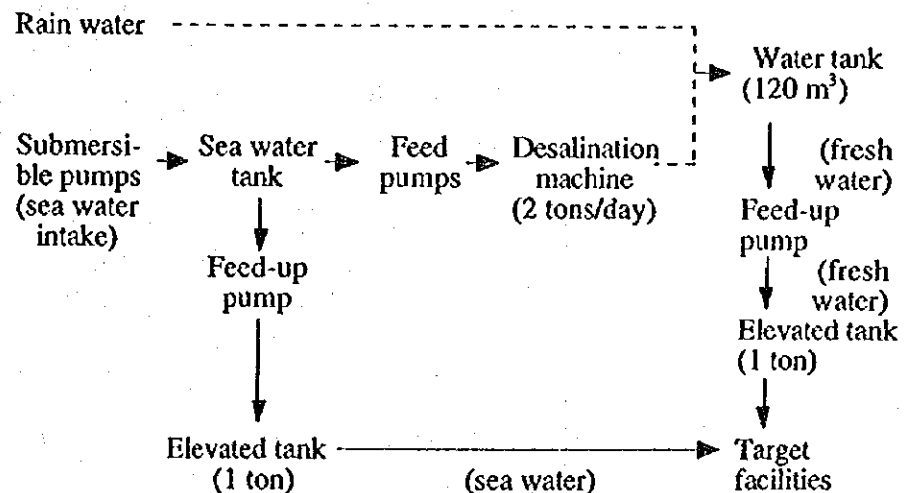 Rain water
Water tank
(120 m³)
Submersi-
ble pumps
(sea water
intake)
Sea water
tank
Feed
pumps
Desalination
machine
(2 tons/day)
(fresh
water)
Feed-up
pump
Feed-up
pump
(fresh
water)
Elevated tank
(1 ton)
Elevated tank
(1 ton)
(sea water)
Target
facilities